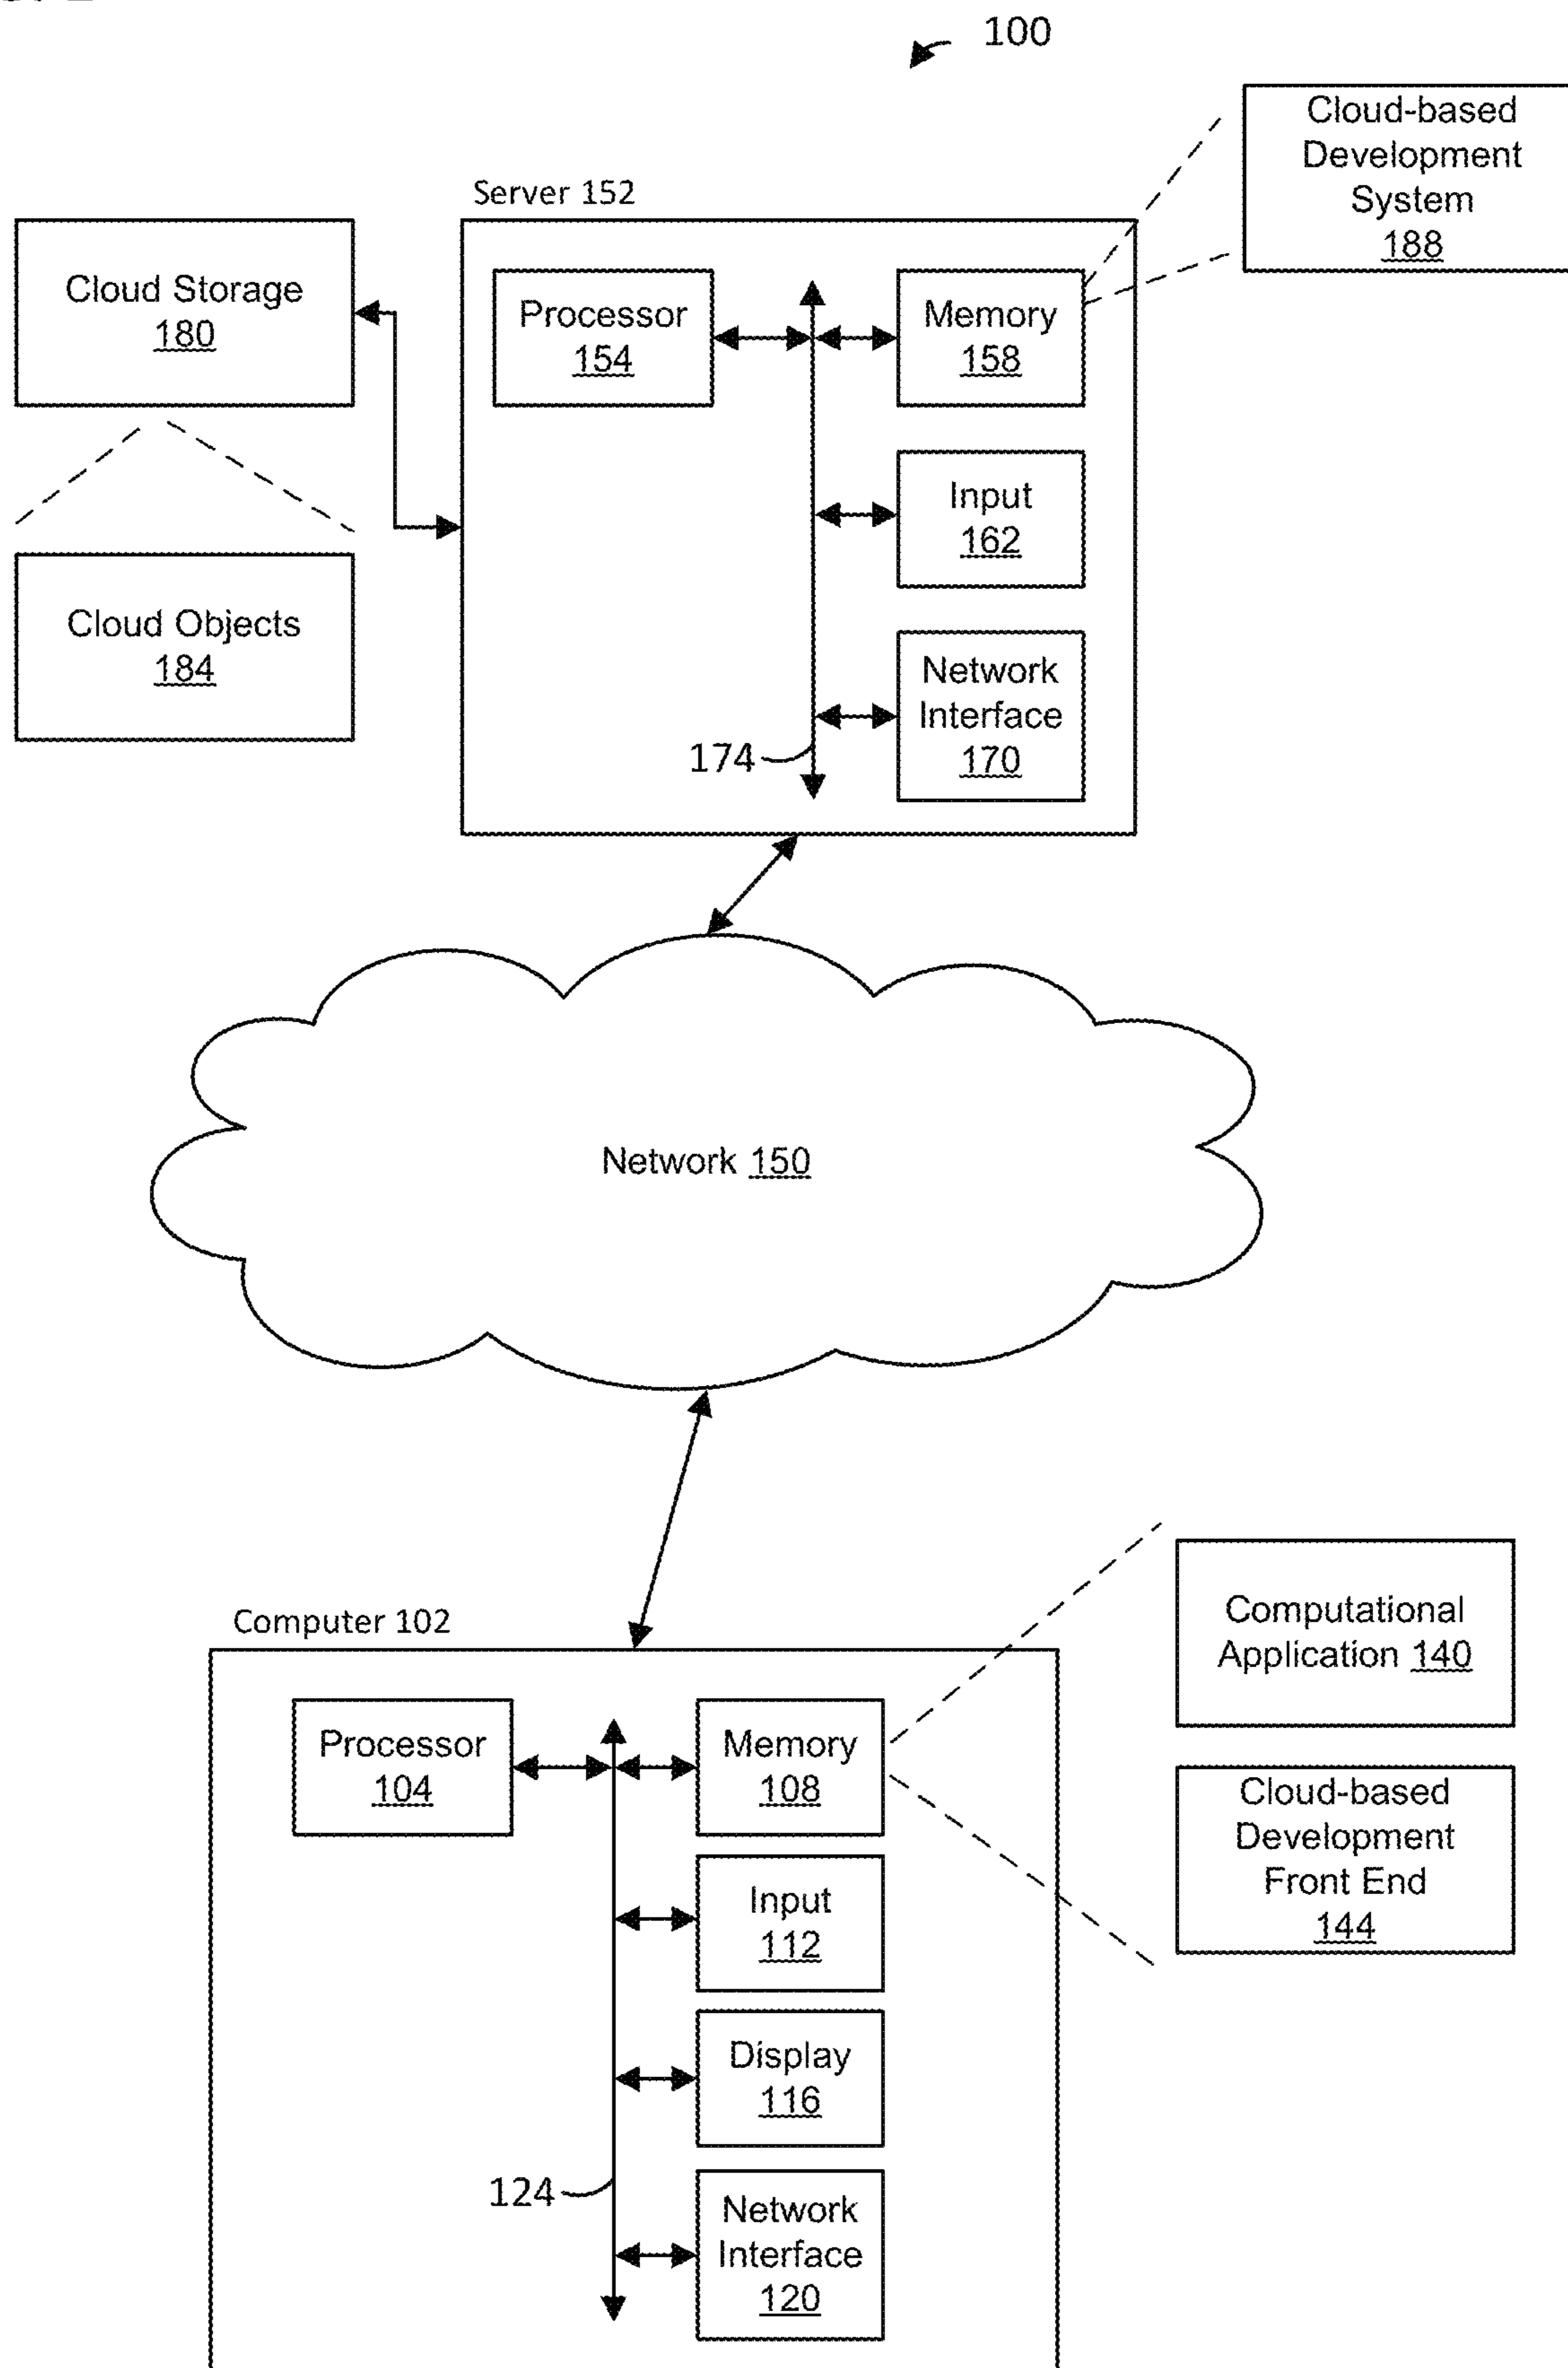 100
Cloud-based
Development
System
188
Server 152
Cloud Storage
180
Processor
154
Memory
158
Input
162
Cloud Objects
184
Network
Interface
170
174
Network 150
Computer 102
Computational
Application 140
Processor
104
Memory
108
Cloud-based
Development
Front End
144
Input
112
Display
116
124
Network
Interface
120